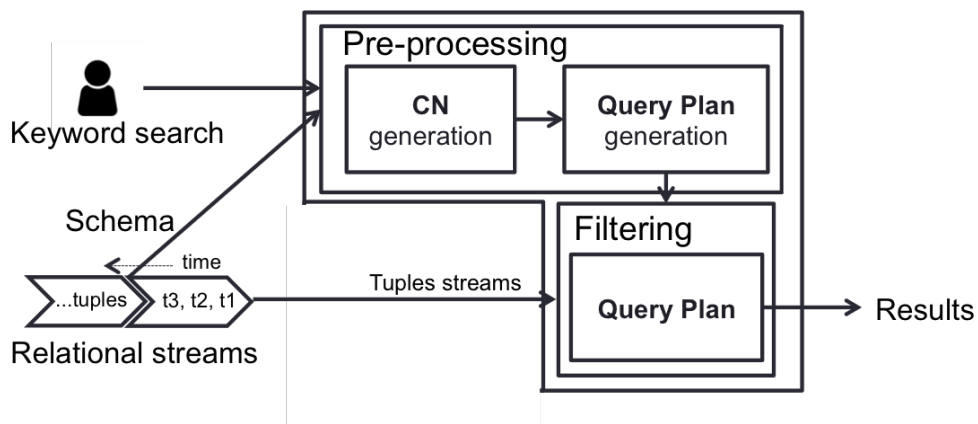 Pre-processing
CN
generation
Query Plan
generation
Keyword search
Schema
time
...tuples
t3, t2, t1
Relational streams
Tuples streams
Filtering
Query Plan
Results